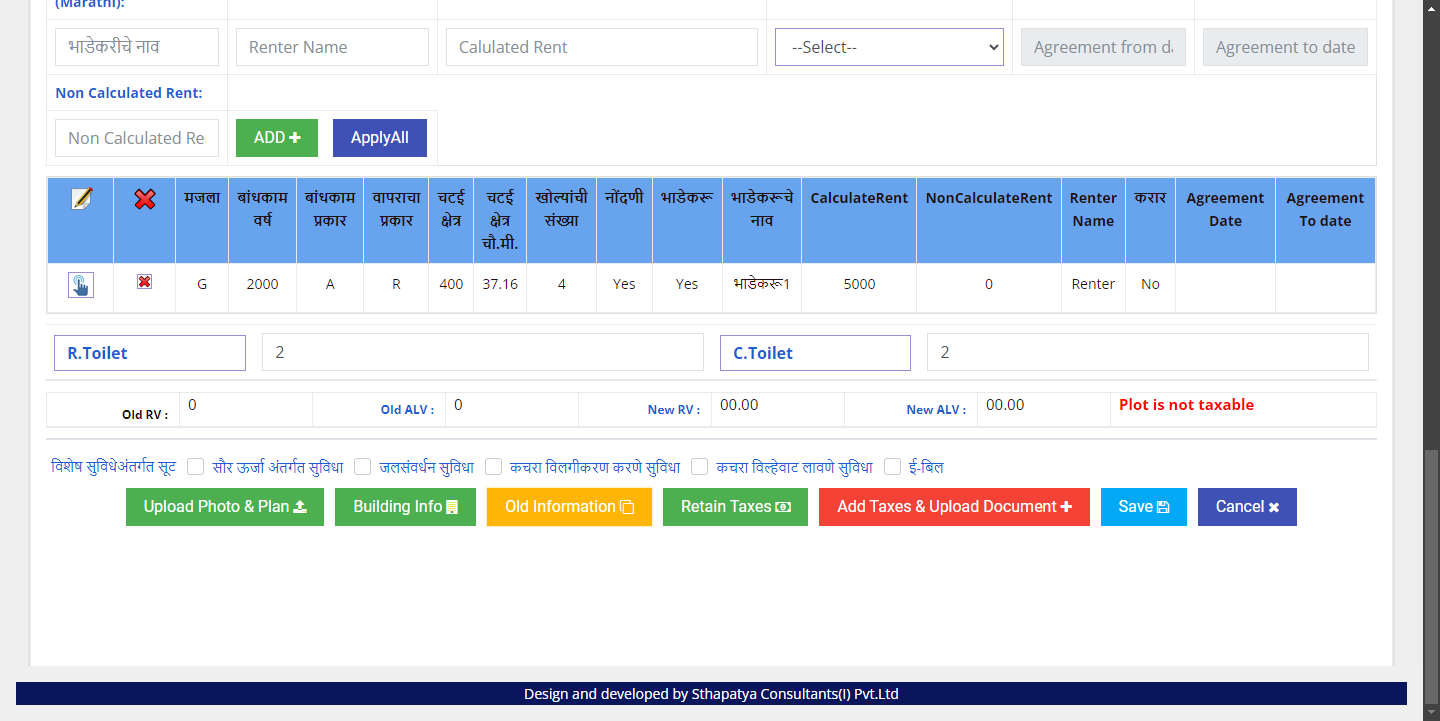 (Marathi):
भाडेकरीचे नाव Renter Name Calulated Rent --Select-- Agreement from da Agreement to date
Non Calculated Rent:
Non Calculated Re ADD ApplyAll
मजला बांधकाम वर्ष बांधकाम प्रकार वापराचा प्रकार चटई क्षेत्र चटई क्षेत्र चौ.मी. खोल्यांची संख्या नोंदणी भाडेकरू भाडेकरूचे नाव CalculateRent NonCalculateRent Renter Name करार Agreement Date Agreement To date
G 2000 A R 400 37.16 4 Yes Yes भाडेकरू1 5000 0 Renter No
R.Toilet 2 C.Toilet 2
Old RV : 0 Old ALV : 0 New RV : 00.00 New ALV : 00.00 Plot is not taxable
विशेष सुविधेअंतर्गत सूट सौर ऊर्जा अंतर्गत सुविधा जलसंवर्धन सुविधा कचरा विलगीकरण करणे सुविधा कचरा विल्हेवाट लावणे सुविधा ई-बिल
Upload Photo & Plan Building Info Old Information Retain Taxes Add Taxes & Upload Document Save Cancel
Design and developed by Sthapatya Consultants(I) Pvt.Ltd